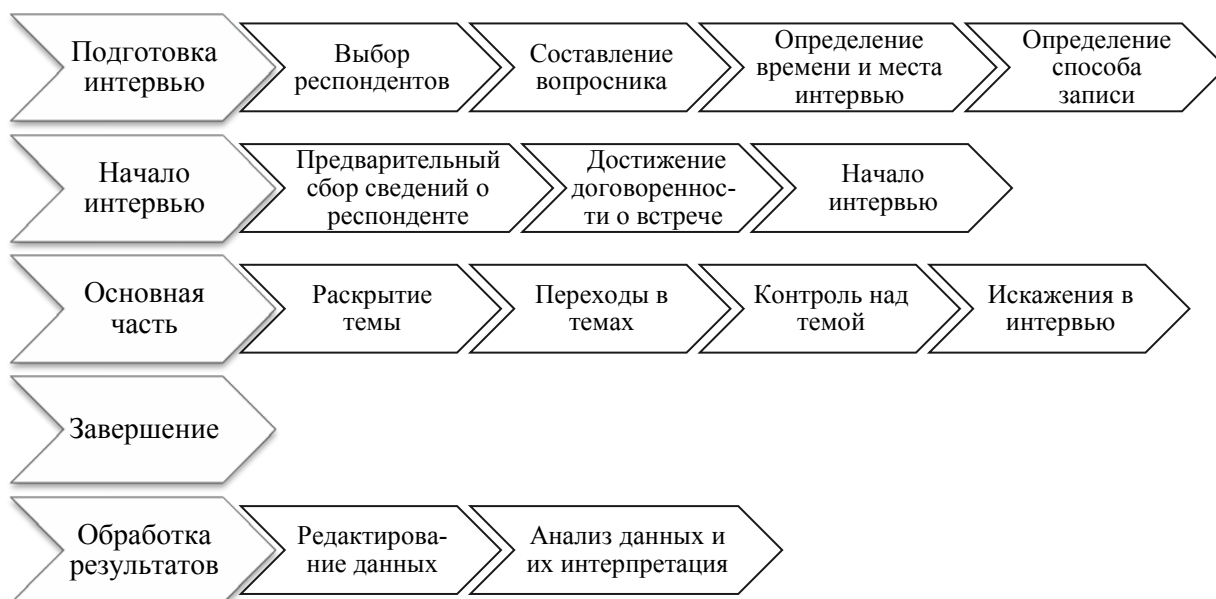 Подготовка
интервью
Выбор
респондентов
Составление
вопросника
Определение
времени и места
интервью
Определение
способа
записи
Начало
интервью
Предварительный
сбор сведений о
респонденте
Достижение
договореннос-
ти о встрече
Начало
интервью
Основная
часть
Раскрытие
темы
Переходы в
темах
Контроль над
темой
Искажения в
интервью
Завершение
Обработка
результатов
Редактирова-
ние данных
Анализ данных и
их интерпретация